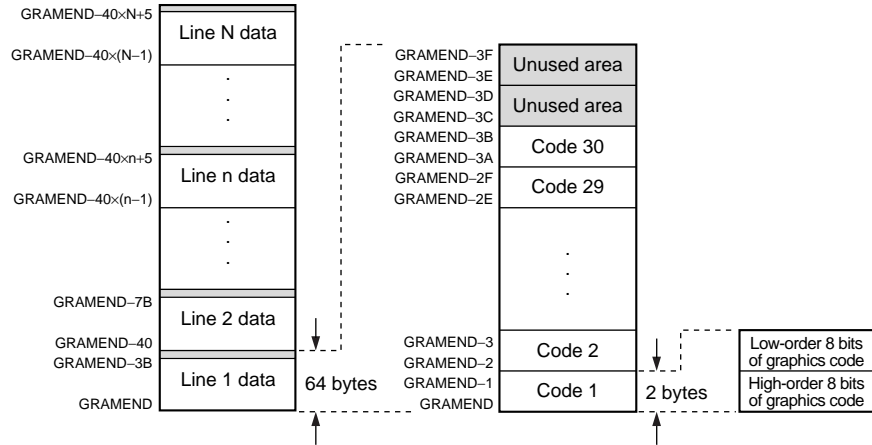 GRAMEND–40×N+5
Line N data
GRAMEND–40×(N–1)
GRAMEND–40×n+5
Line n data
GRAMEND–40×(n–1)
GRAMEND–7B
Line 2 data
GRAMEND–40
GRAMEND–3B
Line 1 data
GRAMEND
64 bytes
GRAMEND–3F
Unused area
GRAMEND–3E
GRAMEND–3D
Unused area
GRAMEND–3C
GRAMEND–3B
Code 30
GRAMEND–3A
GRAMEND–2F
Code 29
GRAMEND–2E
GRAMEND–3
Code 2
GRAMEND–2
GRAMEND–1
Code 1
GRAMEND
2 bytes
Low-order 8 bits
of graphics code
High-order 8 bits
of graphics code